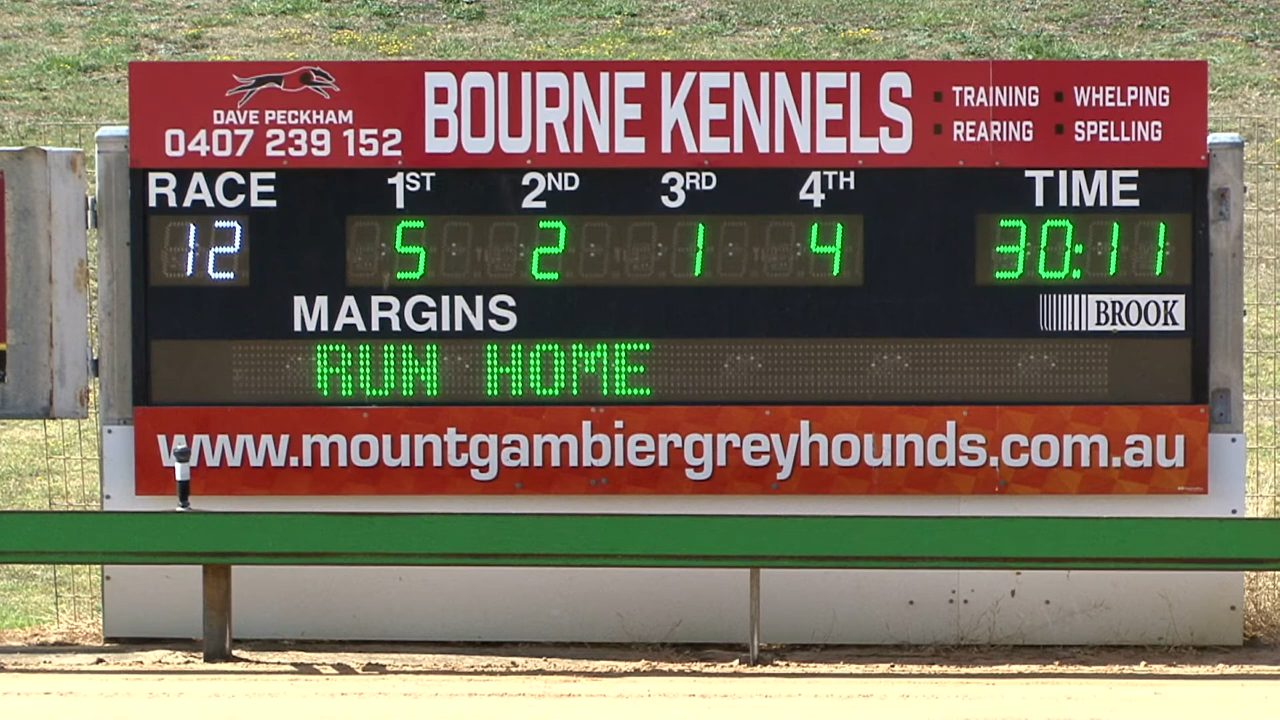 DAVE PECKHAM
0407 239 152
BOURNE KENNELS
TRAINING WHELPING
REARING SPELLING
RACE 1ST 2ND 3RD 4TH TIME
12 5 2 1 4 30:11
MARGINS
BROOK
RUN HOME
www.mountgambiergreyhounds.com.au